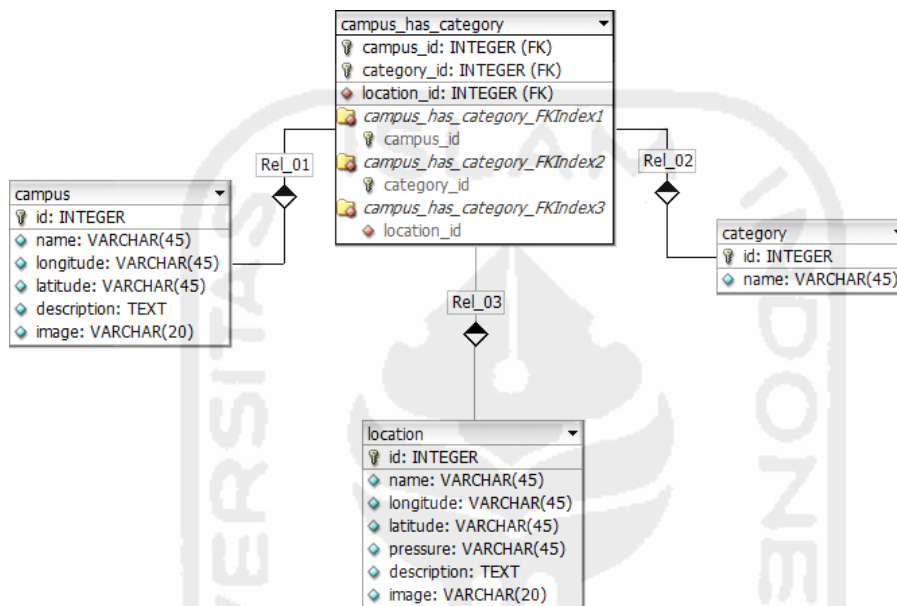 campus_has_category
campus_id: INTEGER (FK)
category_id: INTEGER (FK)
location_id: INTEGER (FK)
campus_has_category_FKIndex1
campus_id
campus_has_category_FKIndex2
category_id
campus_has_category_FKIndex3
location_id
Rel_01
Rel_02
campus
id: INTEGER
name: VARCHAR(45)
longitude: VARCHAR(45)
latitude: VARCHAR(45)
description: TEXT
image: VARCHAR(20)
category
id: INTEGER
name: VARCHAR(45)
Rel_03
location
id: INTEGER
name: VARCHAR(45)
longitude: VARCHAR(45)
latitude: VARCHAR(45)
pressure: VARCHAR(45)
description: TEXT
image: VARCHAR(20)